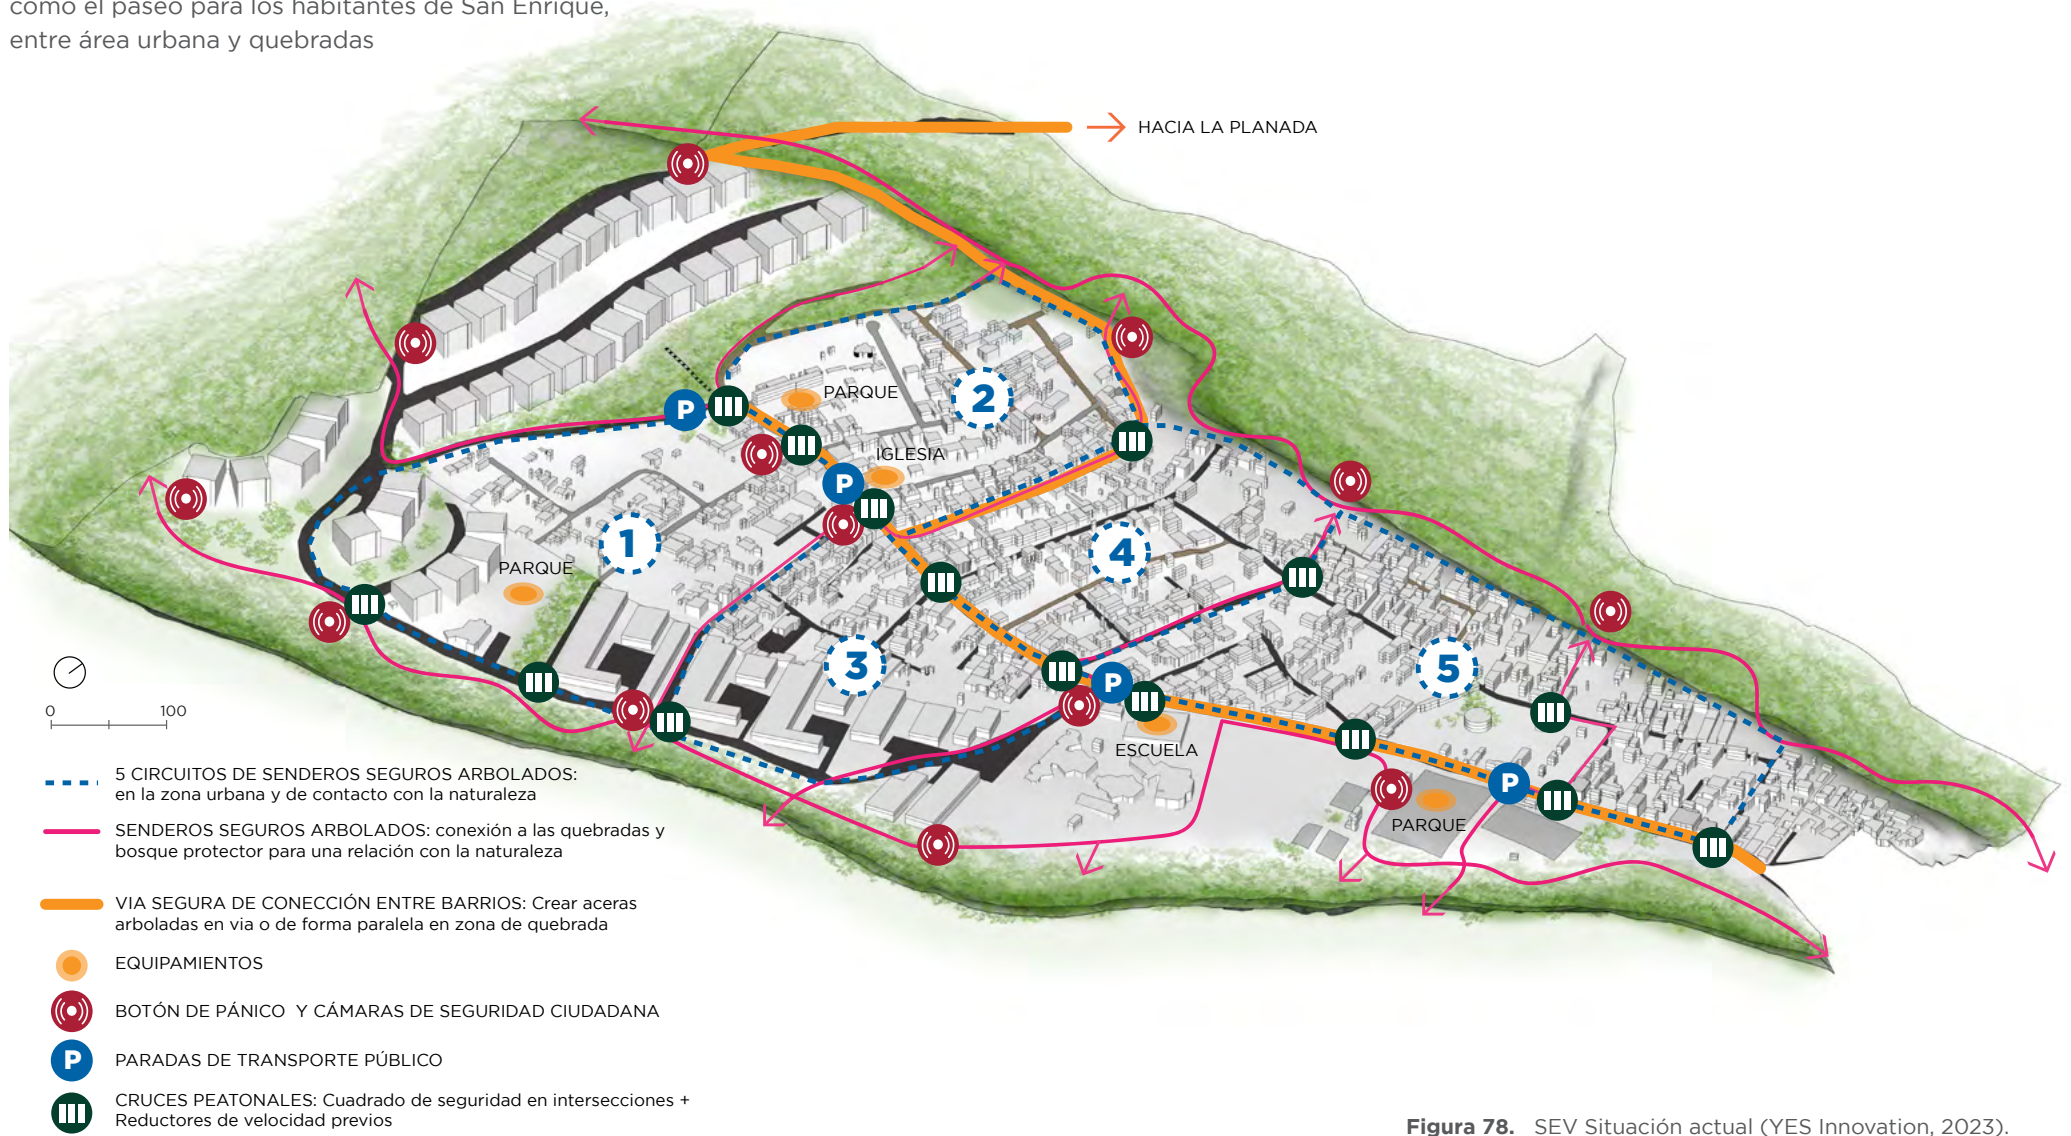 como el paseo para los habitantes de San Enrique,
entre área urbana y quebradas
HACIA LA PLANADA
PARQUE
2
IGLESIA
1
4
PARQUE
3
5
ESCUELA
PARQUE
P
P
P
P
0 100
5 CIRCUITOS DE SENDEROS SEGUROS ARBOLADOS:
en la zona urbana y de contacto con la naturaleza
SENDEROS SEGUROS ARBOLADOS: conexión a las quebradas y
bosque protector para una relación con la naturaleza
VIA SEGURA DE CONECCIÓN ENTRE BARRIOS: Crear aceras
arboladas en via o de forma paralela en zona de quebrada
EQUIPAMIENTOS
BOTÓN DE PÁNICO Y CÁMARAS DE SEGURIDAD CIUDADANA
P PARADAS DE TRANSPORTE PÚBLICO
CRUCES PEATONALES: Cuadrado de seguridad en intersecciones +
Reductores de velocidad previos
Figura 78. SEV Situación actual (YES Innovation, 2023).